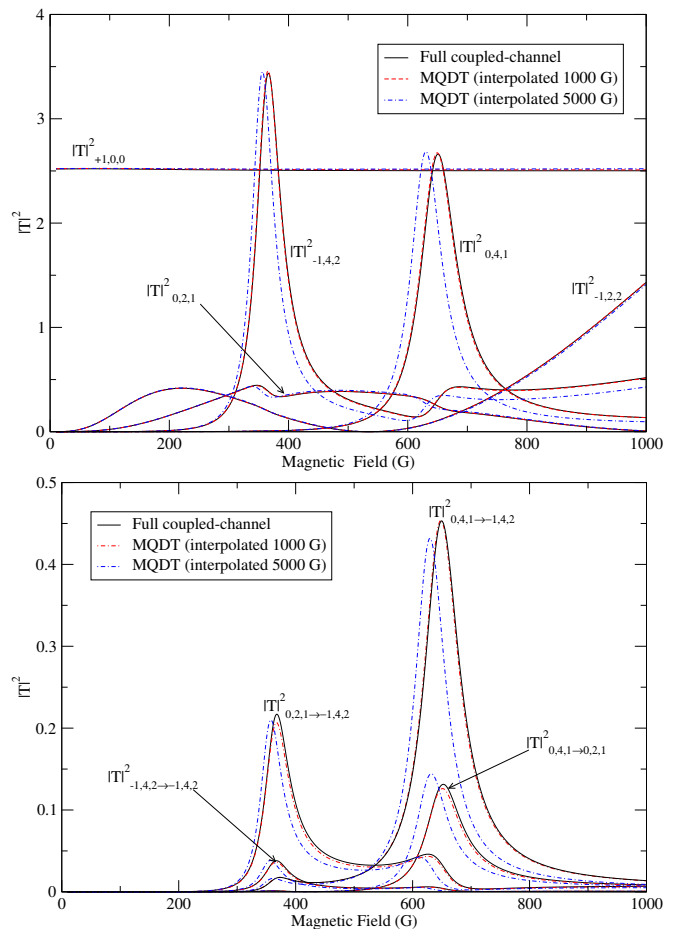 4
3
2
1
0
|T|²
Full coupled-channel
MQDT (interpolated 1000 G)
MQDT (interpolated 5000 G)
|T|²+1,0,0
|T|²-1,4,2
|T|²0,4,1
|T|²0,2,1
|T|²-1,2,2
0 200 400 600 800 1000
Magnetic Field (G)
0.5
0.4
0.3
0.2
0.1
0
|T|²
Full coupled-channel
MQDT (interpolated 1000 G)
MQDT (interpolated 5000 G)
|T|²0,4,1→-1,4,2
|T|²0,2,1→-1,4,2
|T|²0,4,1→0,2,1
|T|²-1,4,2→-1,4,2
0 200 400 600 800 1000
Magnetic Field (G)